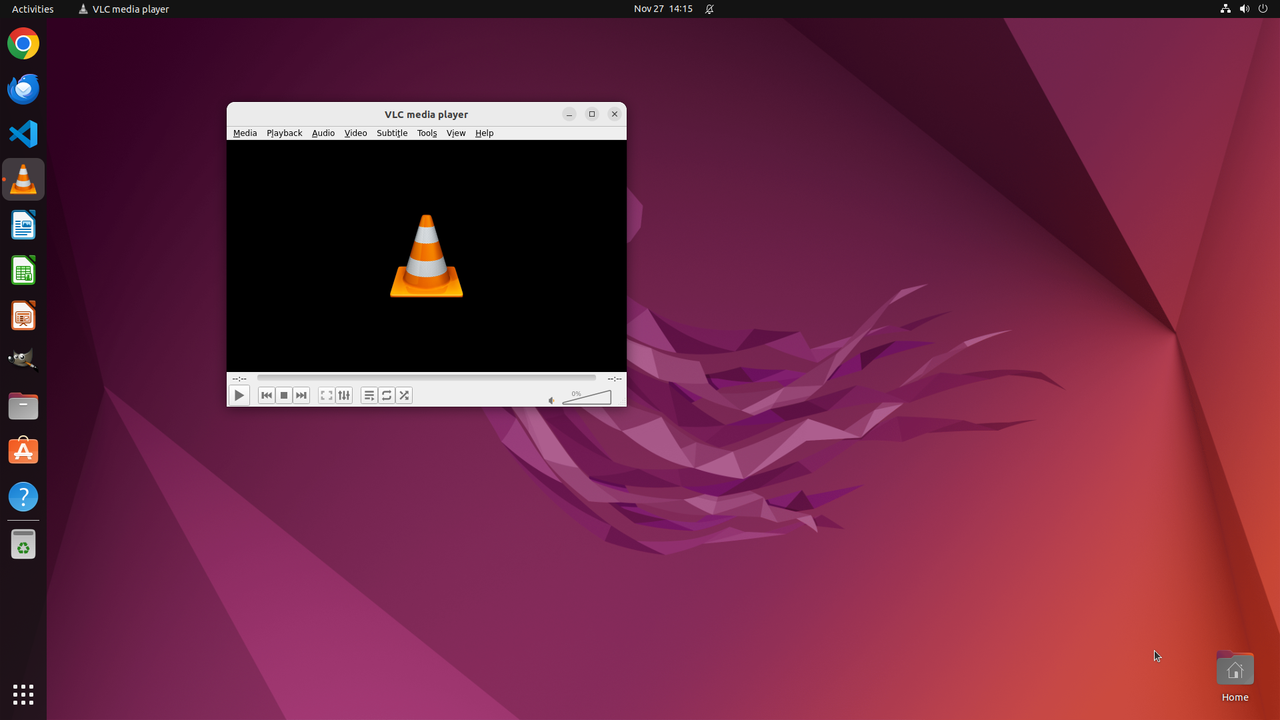 Activities
VLC media player
Nov 27 14:15
VLC media player
Media Playback Audio Video Subtitle Tools View Help
--:--
--:--
0%
Home